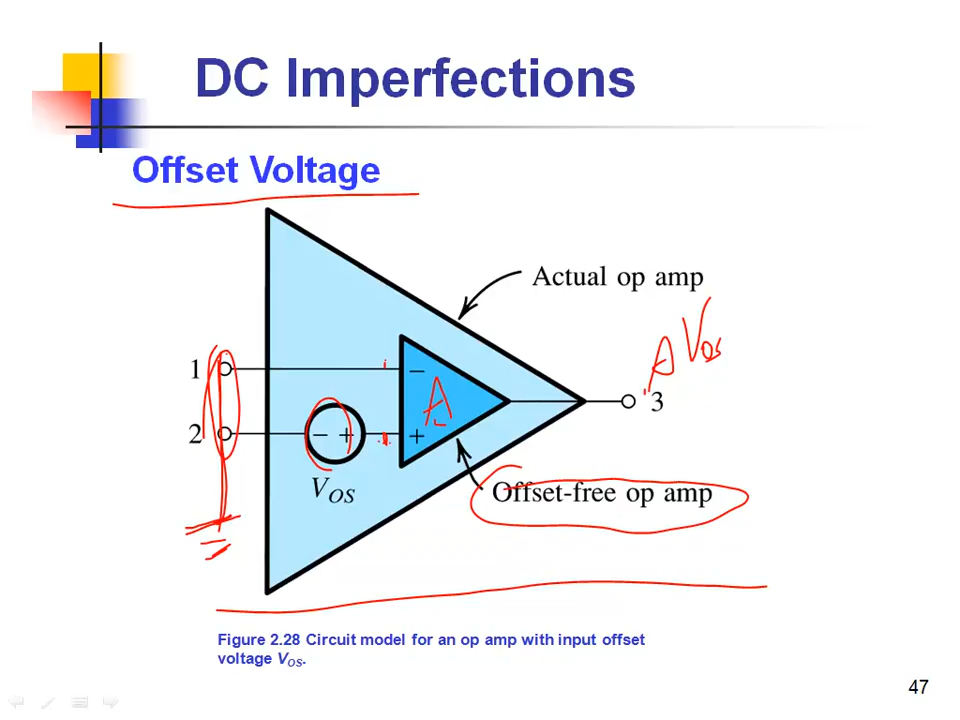 DC Imperfections
Offset Voltage
Actual op amp
A Vos
1
−
A
3
2
− +
+
VOS
Offset-free op amp
Figure 2.28 Circuit model for an op amp with input offset
voltage VOS.
47